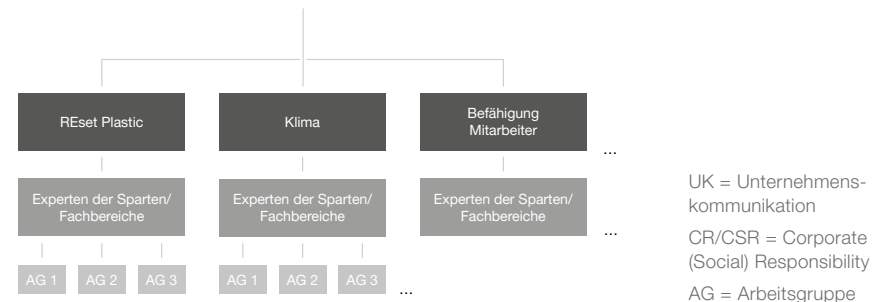 REset Plastic
Klima
Befähigung
Mitarbeiter
...
Experten der Sparten/
Fachbereiche
Experten der Sparten/
Fachbereiche
Experten der Sparten/
Fachbereiche
...
AG 1 AG 2 AG 3
AG 1 AG 2 AG 3
...
UK = Unternehmens-
kommunikation
CR/CSR = Corporate
(Social) Responsibility
AG = Arbeitsgruppe